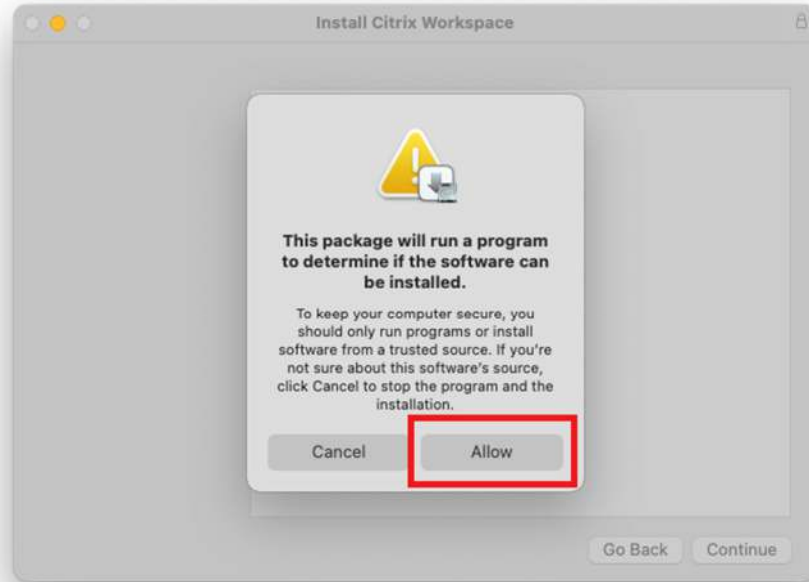 Install Citrix Workspace
This package will run a program
to determine if the software can
be installed.
To keep your computer secure, you
should only run programs or install
software from a trusted source. If you're
not sure about this software's source,
click Cancel to stop the program and the
installation.
Cancel Allow
Go Back Continue